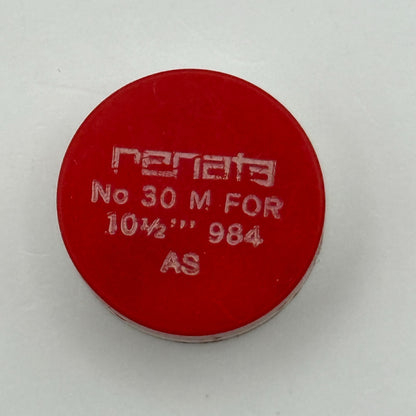 renata
No 30 M FOR
10½''' 984
AS